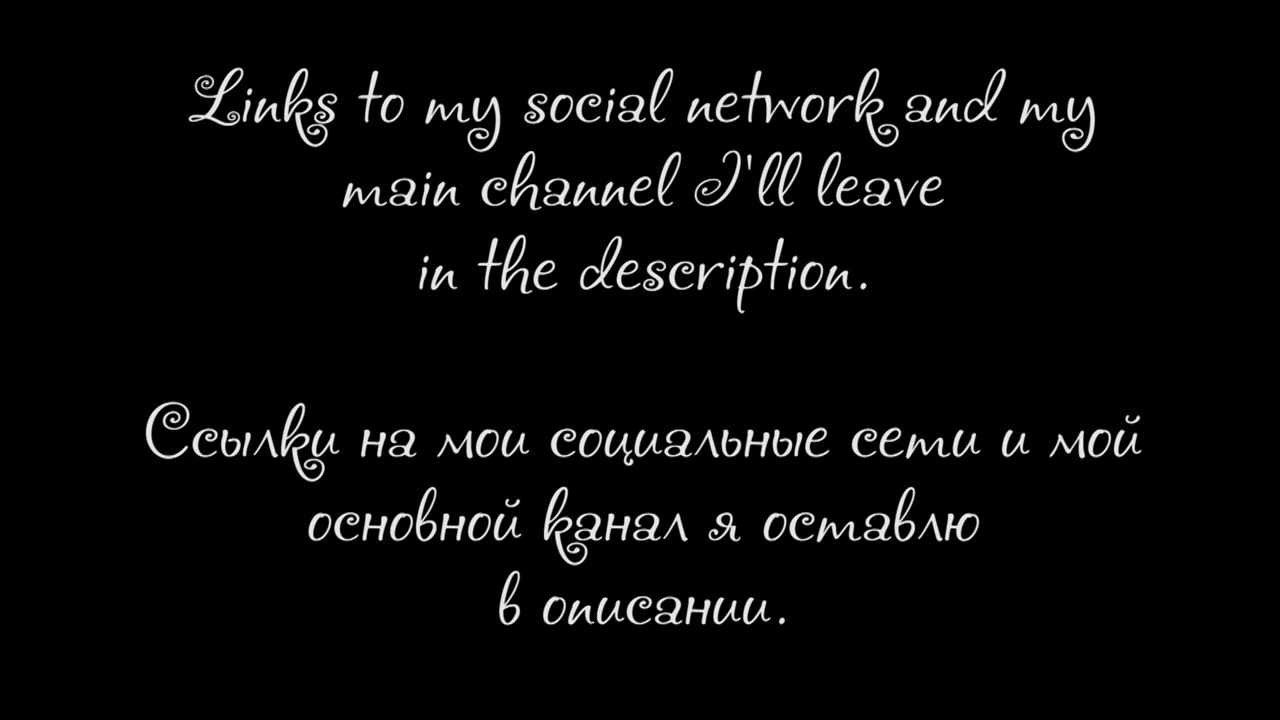 Links to my social network and my
main channel I'll leave
in the description.
Ссылки на мои социальные сети и мой
основной канал я оставлю
в описании.